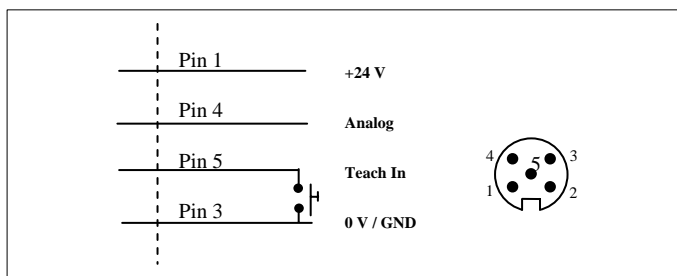 Pin 1
+24 V
Pin 4
Analog
Pin 5
Teach In
Pin 3
0 V / GND
4
5
3
1
2